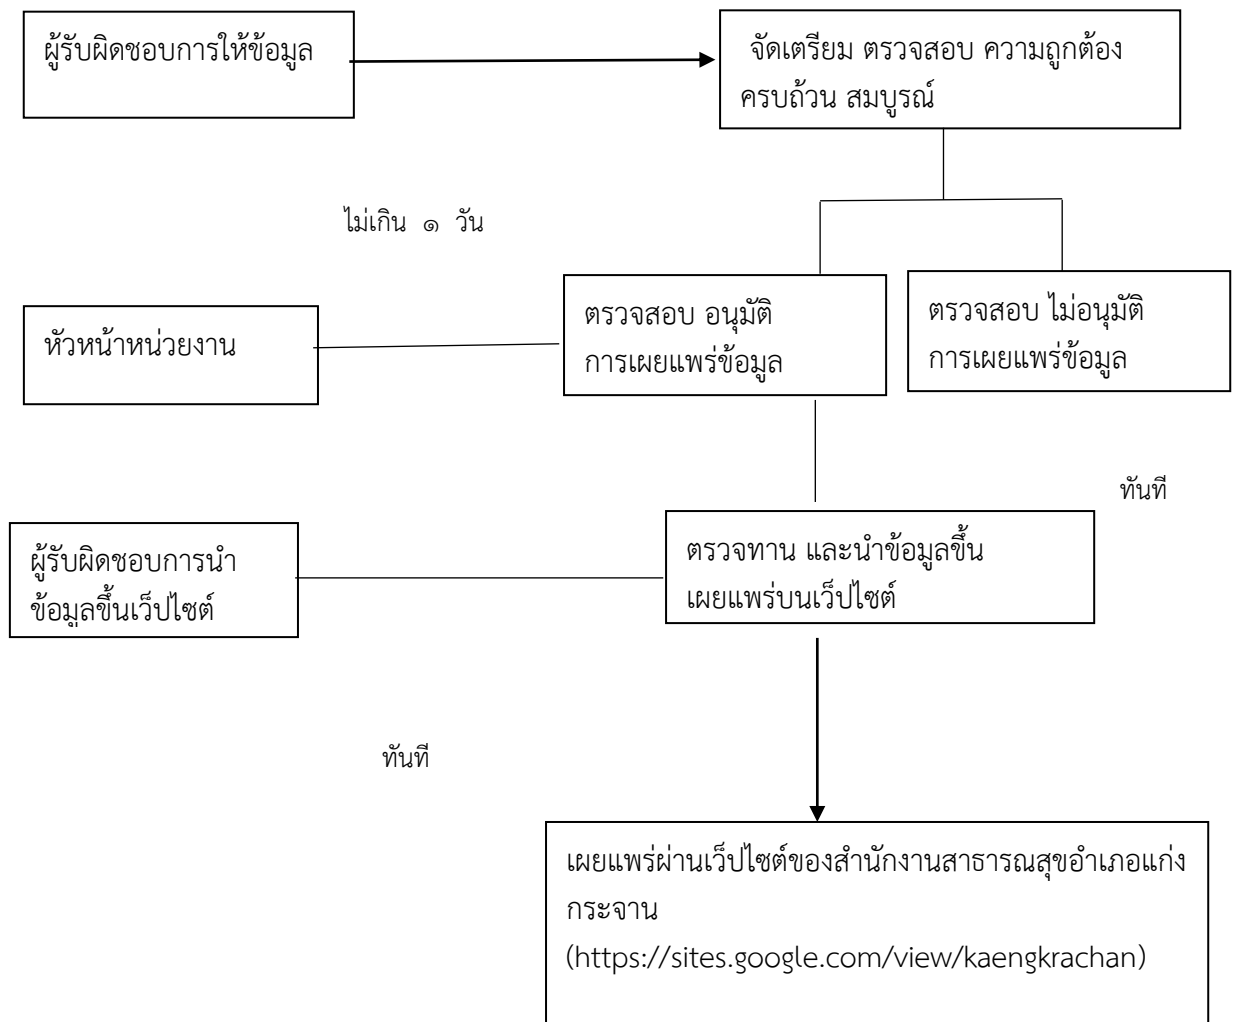 ผู้รับผิดชอบการให้ข้อมูล
จัดเตรียม ตรวจสอบ ความถูกต้อง
ครบถ้วน สมบูรณ์
ไม่เกิน ๑ วัน
หัวหน้าหน่วยงาน
ตรวจสอบ อนุมัติ
การเผยแพร่ข้อมูล
ตรวจสอบ ไม่อนุมัติ
การเผยแพร่ข้อมูล
ทันที
ผู้รับผิดชอบการนำ
ข้อมูลขึ้นเว็ปไซต์
ตรวจทาน และนำข้อมูลขึ้น
เผยแพร่บนเว็ปไซต์
ทันที
เผยแพร่ผ่านเว็ปไซต์ของสำนักงานสาธารณสุขอำเภอแก่ง
กระจาน
(https://sites.google.com/view/kaengkrachan)